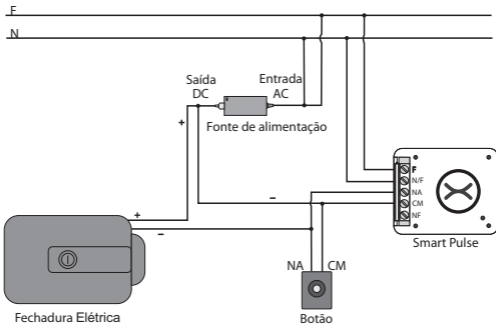 F
N
Saída
DC
Entrada
AC
+
Fonte de alimentação
F
N/F
NA
CM
NF
Smart Pulse
–
+
–
NA
CM
Fechadura Elétrica
Botão